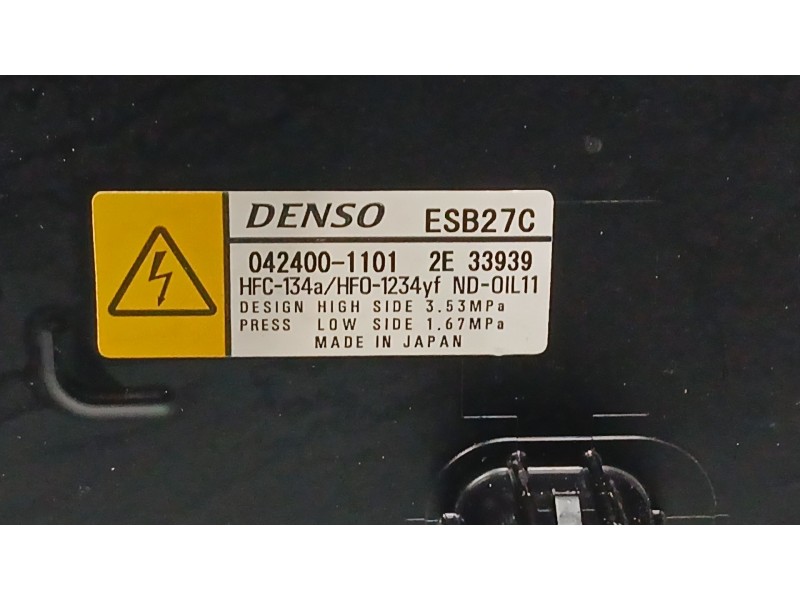 DENSO ESB27C
042400-1101 2E 33939
HFC-134a/HFO-1234yf ND-OIL11
DESIGN HIGH SIDE 3.53MPa
PRESS LOW SIDE 1.67MPa
MADE IN JAPAN